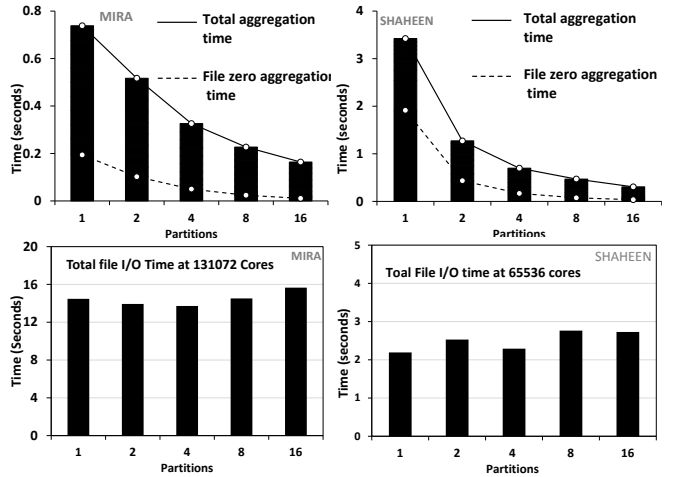 MIRA
Total aggregation
time
File zero aggregation
time
Time (seconds)
0.8
0.6
0.4
0.2
0
1 2 4 8 16
Partitions
SHAHEEN
Total aggregation
time
File zero aggregation
time
Time (seconds)
4
3
2
1
0
1 2 4 8 16
Partitions
Total file I/O Time at 131072 Cores
MIRA
Time (Seconds)
20
16
12
8
4
0
1 2 4 8 16
Partitions
Toal File I/O time at 65536 cores
SHAHEEN
Time (seconds)
5
4
3
2
1
0
1 2 4 8 16
Partitions